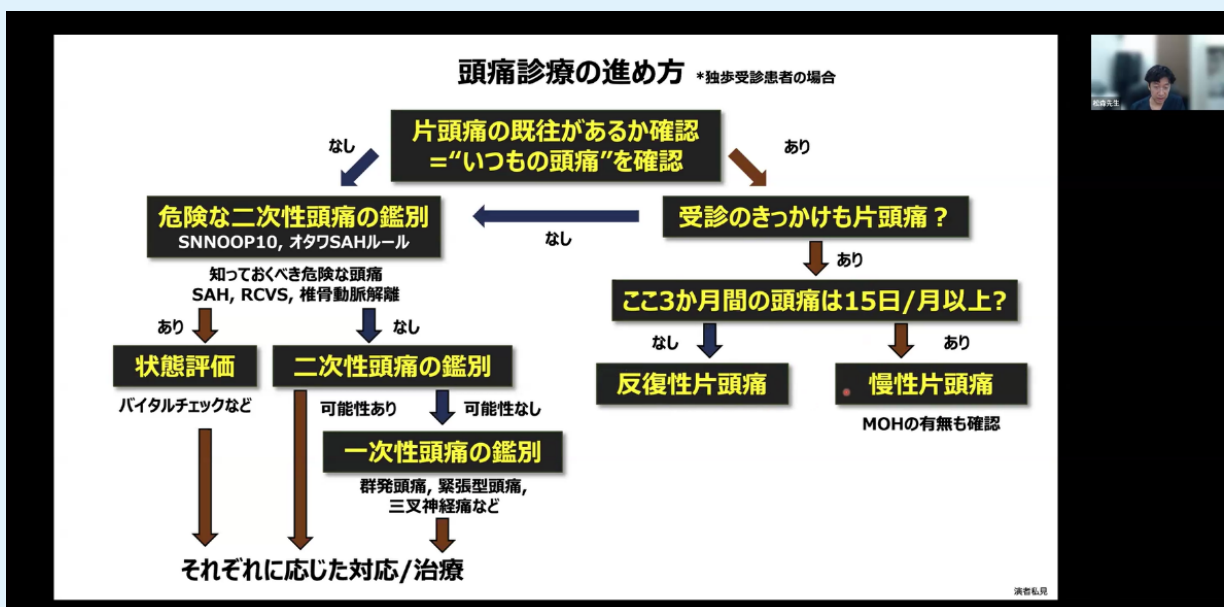 頭痛診療の進め方 *独歩受診患者の場合
片頭痛の既往があるか確認
=“いつもの頭痛”を確認
なし
あり
危険な二次性頭痛の鑑別
SNNOOP10, オタワSAHルール
なし
受診のきっかけも片頭痛？
知っておくべき危険な頭痛
SAH, RCVS, 椎骨動脈解離
あり
ここ3か月間の頭痛は15日/月以上?
あり
なし
なし
あり
状態評価
バイタルチェックなど
二次性頭痛の鑑別
反復性片頭痛
慢性片頭痛
MOHの有無も確認
可能性あり
可能性なし
一次性頭痛の鑑別
群発頭痛, 緊張型頭痛,
三叉神経痛など
それぞれに応じた対応/治療
演者私見